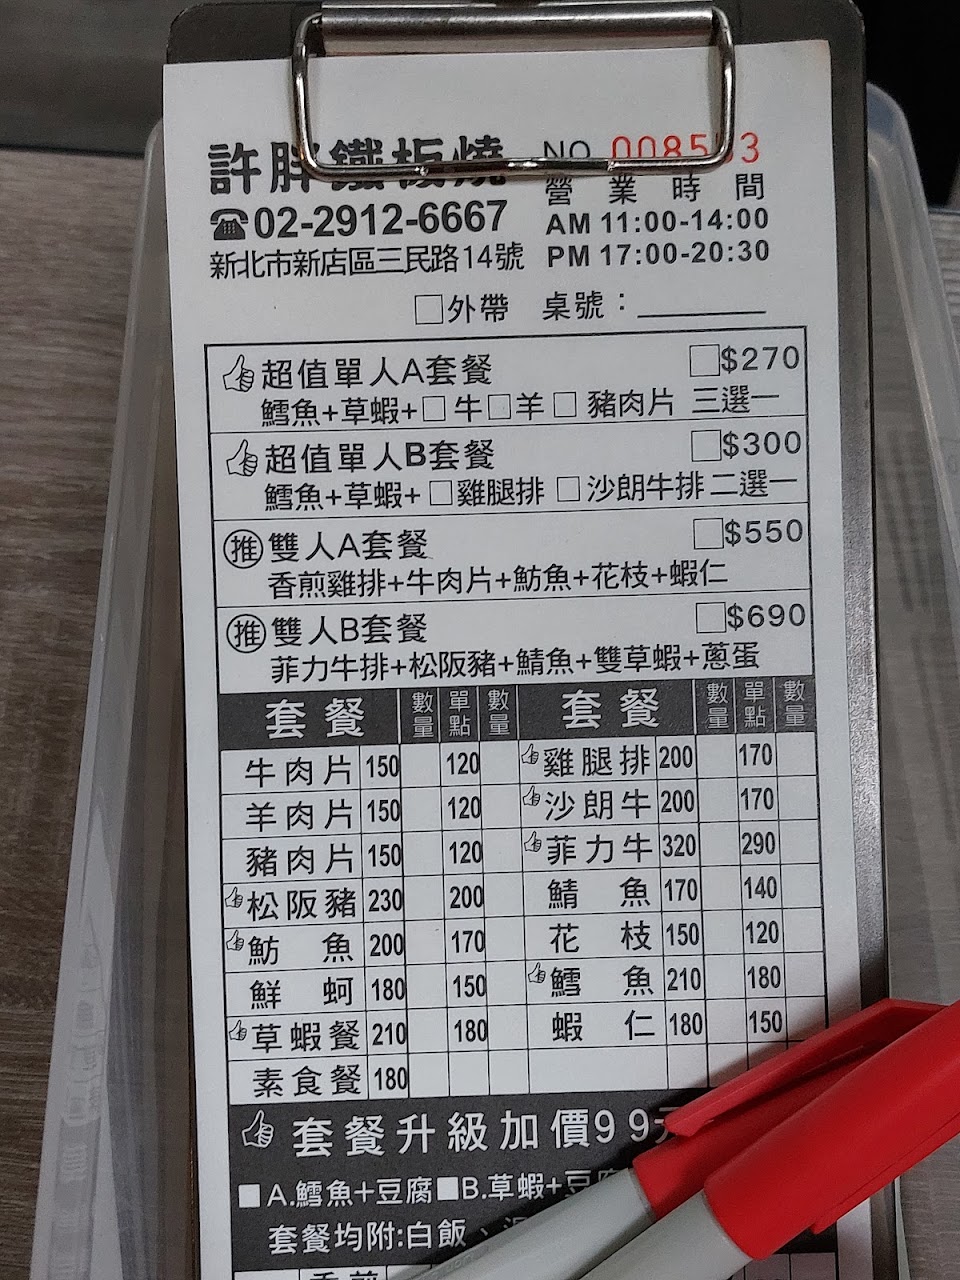 許胖鐵板燒 NO 008553
營業時間
☎02-2912-6667 AM 11:00-14:00
新北市新店區三民路14號 PM 17:00-20:30
□外帶 桌號：______
超值單人A套餐 □$270
鱈魚+草蝦+□ 牛□羊 □ 豬肉片 三選一
超值單人B套餐 □$300
鱈魚+草蝦+ □雞腿排 □沙朗牛排 二選一
推 雙人A套餐 □$550
香煎雞排+牛肉片+魴魚+花枝+蝦仁
推 雙人B套餐 □$690
菲力牛排+松阪豬+鯖魚+雙草蝦+蔥蛋
套餐 數量 單點 數量 套餐 數量 單點 數量
牛肉片 150 120 雞腿排 200 170
羊肉片 150 120 沙朗牛 200 170
豬肉片 150 120 菲力牛 320 290
松阪豬 230 200 鯖魚 170 140
魴魚 200 170 花枝 150 120
鮮蚵 180 150 鱈魚 210 180
草蝦餐 210 180 蝦仁 180 150
素食餐 180
套餐升級加價99元
■A.鱈魚+豆腐■B.草蝦+豆腐
套餐均附:白飯、